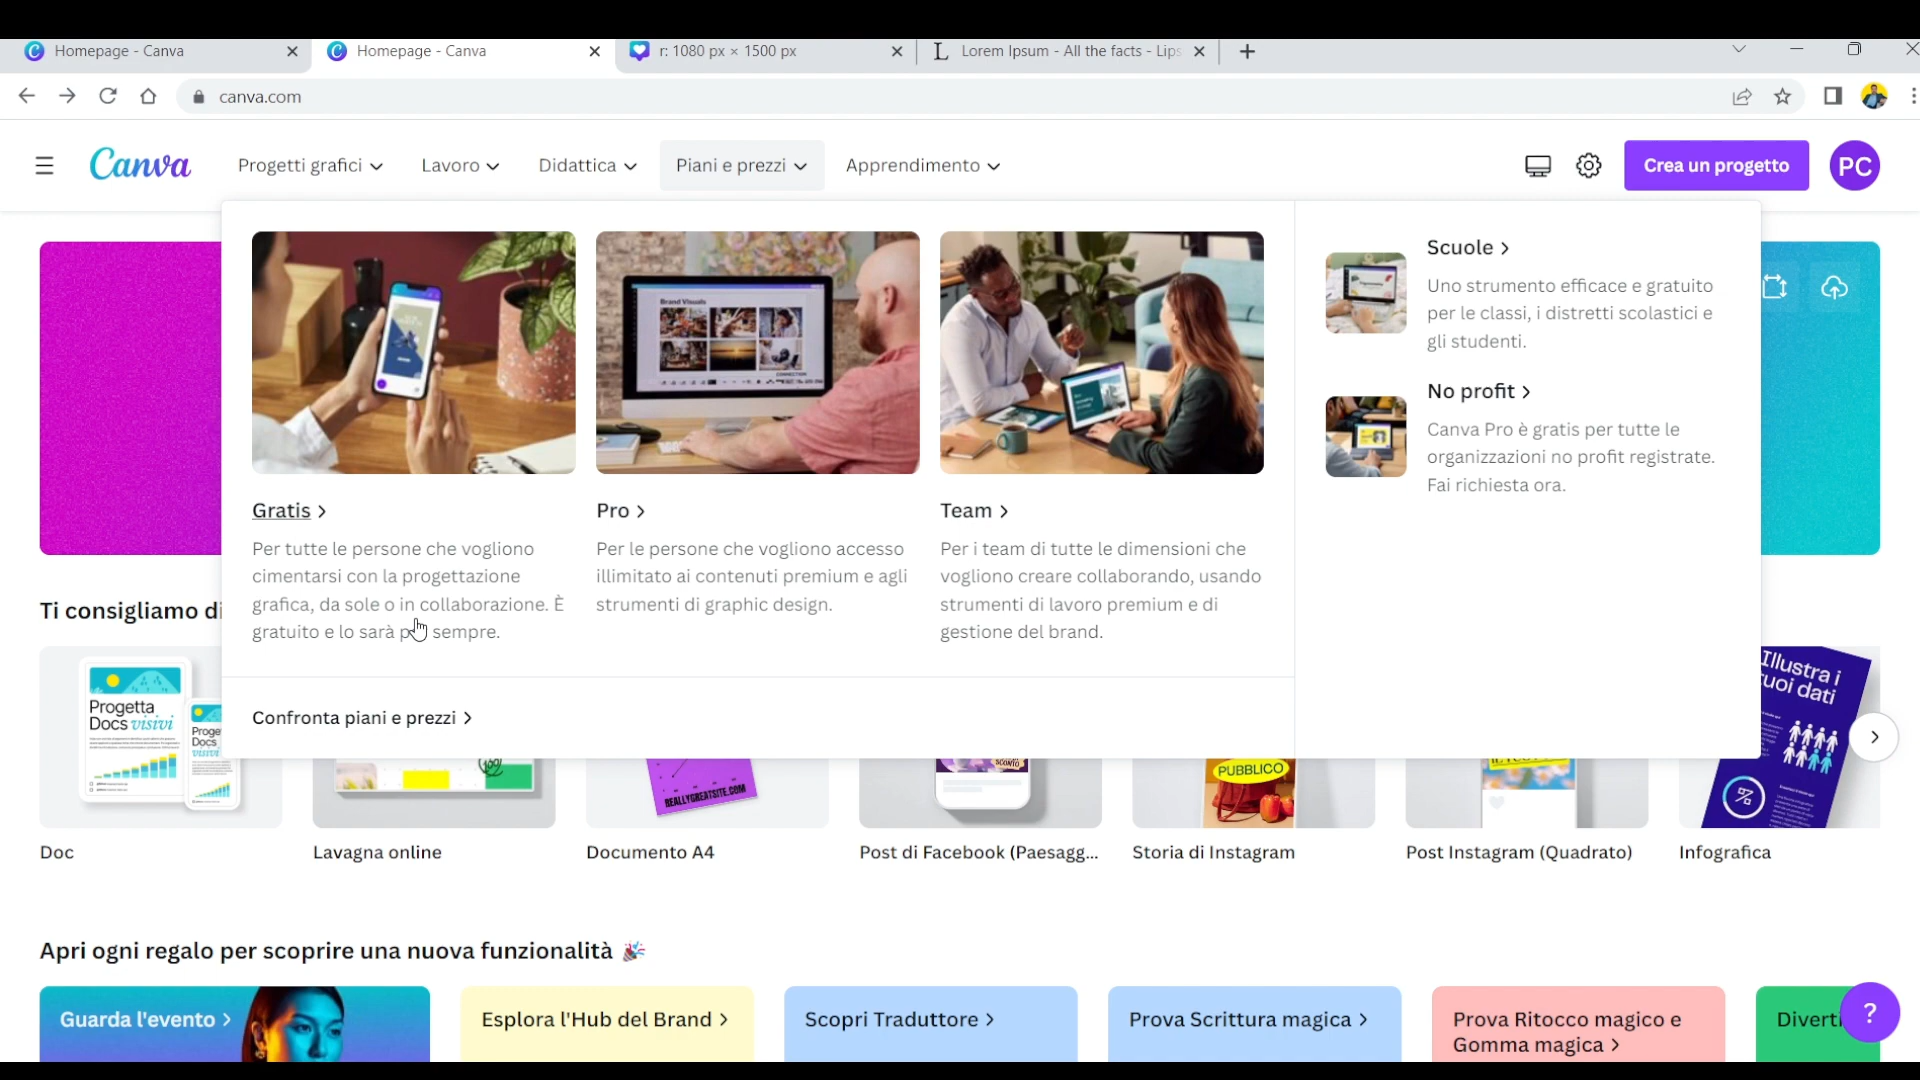 Homepage - Canva
Homepage - Canva
r: 1080 px × 1500 px
Lorem Ipsum - All the facts - Lips
canva.com
Canva
Progetti grafici
Lavoro
Didattica
Piani e prezzi
Apprendimento
Crea un progetto
PC
Brand Visuals
Gratis >
Per tutte le persone che vogliono
cimentarsi con la progettazione
grafica, da sole o in collaborazione. È
gratuito e lo sarà sempre.
Pro >
Per le persone che vogliono accesso
illimitato ai contenuti premium e agli
strumenti di graphic design.
Team >
Per i team di tutte le dimensioni che
vogliono creare collaborando, usando
strumenti di lavoro premium e di
gestione del brand.
Scuole >
Uno strumento efficace e gratuito
per le classi, i distretti scolastici e
gli studenti.
No profit >
Canva Pro è gratis per tutte le
organizzazioni no profit registrate.
Fai richiesta ora.
Confronta piani e prezzi >
Ti consigliamo di
Progetta
Docs visivi
Proge
Docs
visivi
REALLYGREATSITE.COM
sconto
PUBBLICO
Illustra i
tuoi dati
%
Doc
Lavagna online
Documento A4
Post di Facebook (Paesagg...
Storia di Instagram
Post Instagram (Quadrato)
Infografica
Apri ogni regalo per scoprire una nuova funzionalità
Guarda l'evento >
Esplora l'Hub del Brand >
Scopri Traduttore >
Prova Scrittura magica >
Prova Ritocco magico e
Gomma magica >
Diverti
?